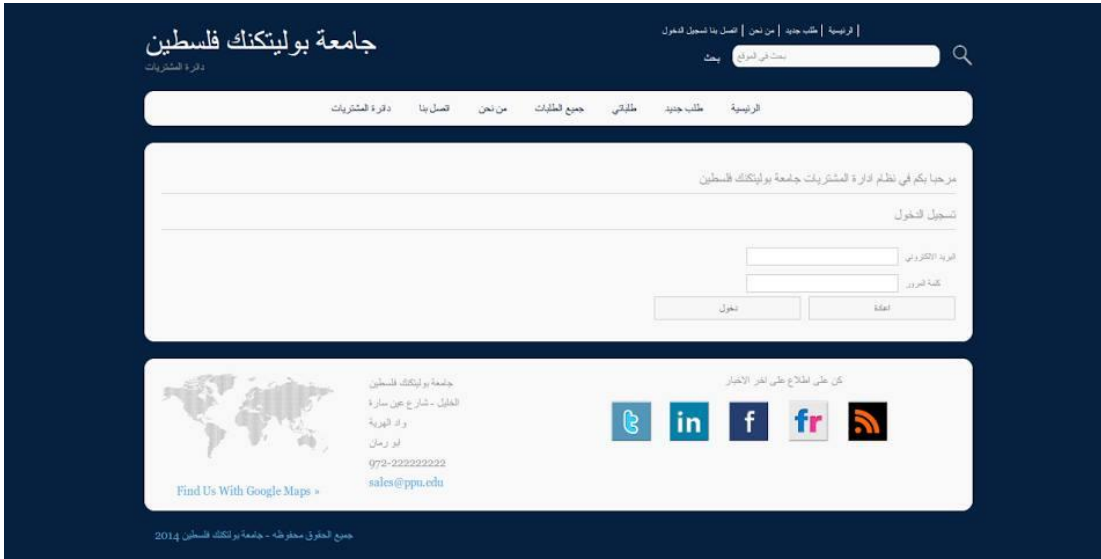 جامعة بوليتكنك فلسطين
دائرة المشتريات
الرئيسية | طلب جديد | من نحن | اتصل بنا تسجيل الدخول |
بحث في الموقع بحث
الرئيسية طلب جديد طلباتي جميع الطلبات من نحن اتصل بنا دائرة المشتريات
مرحبا بكم في نظام ادارة المشتريات جامعة بوليتكنك فلسطين
تسجيل الدخول
البريد الالكتروني
كلمة المرور
اعادة دخول
كن على اطلاع على اخر الاخبار
fr f in t
جامعة بوليتكنك فلسطين
الخليل - شارع عين سارة
واد الهرية
ابو رمان
972-222222222
sales@ppu.edu
Find Us With Google Maps »
جميع الحقوق محفوظه - جامعة بولتكنك فلسطين 2014